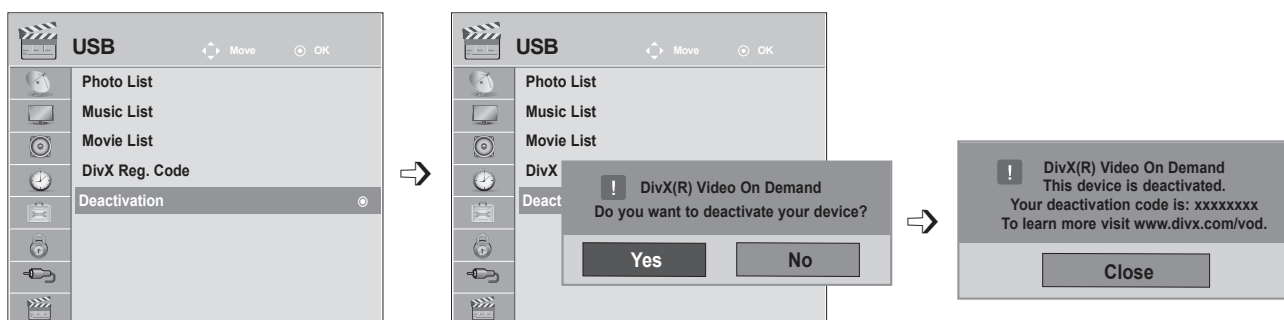 USB
Move
OK
Photo List
Music List
Movie List
DivX Reg. Code
Deactivation
USB
Move
OK
Photo List
Music List
Movie List
DivX
Deact
! DivX(R) Video On Demand
Do you want to deactivate your device?
Yes
No
! DivX(R) Video On Demand
This device is deactivated.
Your deactivation code is: xxxxxxxx
To learn more visit www.divx.com/vod.
Close